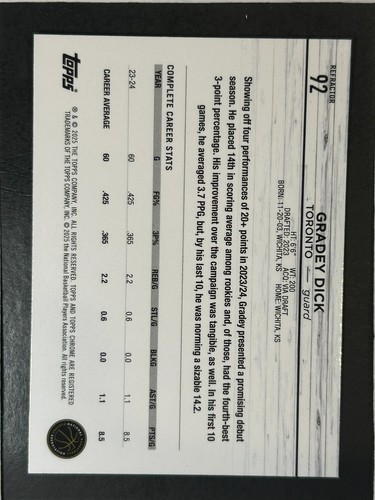 REFRACTOR
92
GRADEY DICK
TORONTO
guard
HT: 6'6" WT: 200
DRAFTED: 2023 ACQ: VIA DRAFT
BORN: 11-20-03, WICHITA, KS HOME: WICHITA, KS
Showing off four performances of 20+ points in 2023/24, Gradey presented a promising debut
season. He placed 14th in scoring average among rookies and, of those, had the fourth-best
3-point percentage. His improvement over the campaign was tangible, as well. In his first 10
games, he averaged 3.7 PPG, but, by his last 10, he was norming a sizable 14.2.
COMPLETE CAREER STATS
YEAR G FG% 3P% REB/G STL/G BLKG AST/G PTS/G
23-24 60 .425 .365 2.2 0.6 0.0 1.1 8.5
CAREER AVERAGE 60 .425 .365 2.2 0.6 0.0 1.1 8.5
topps
® & © 2025 THE TOPPS COMPANY, INC. ALL RIGHTS RESERVED. TOPPS AND TOPPS CHROME ARE REGISTERED
TRADEMARKS OF THE TOPPS COMPANY, INC. © 2025 the National Basketball Players Association. All rights reserved.